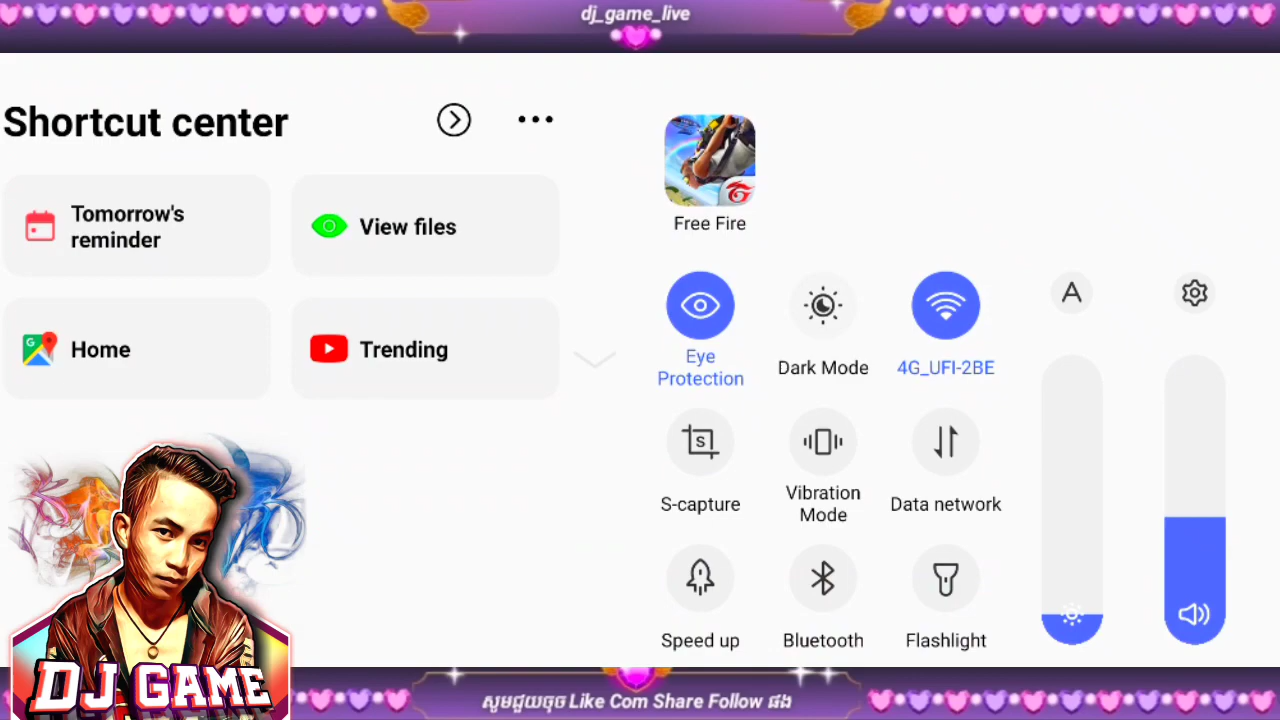 dj_game_live
Shortcut center
Tomorrow's
reminder
View files
Home
Trending
Free Fire
Eye
Protection
Dark Mode
4G_UFI-2BE
A
S-capture
Vibration
Mode
Data network
Speed up
Bluetooth
Flashlight
DJ GAME
សូមជួយចុច Like Com Share Follow ផង